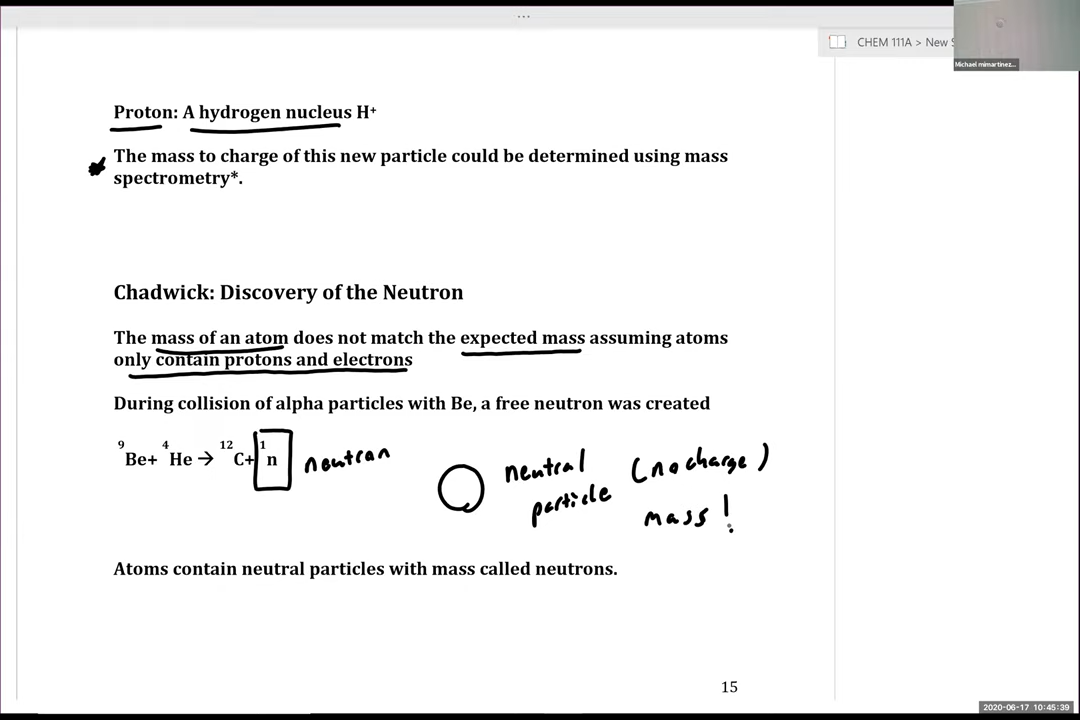 ...
CHEM 111A > New S
Michael mimartinez...
Proton: A hydrogen nucleus H⁺
The mass to charge of this new particle could be determined using mass
spectrometry*.
Chadwick: Discovery of the Neutron
The mass of an atom does not match the expected mass assuming atoms
only contain protons and electrons
During collision of alpha particles with Be, a free neutron was created
⁹Be+ ⁴He → ¹²C+ ¹n neutron
neutral (no charge)
particle mass!
Atoms contain neutral particles with mass called neutrons.
15
2020-06-17 10:45:39